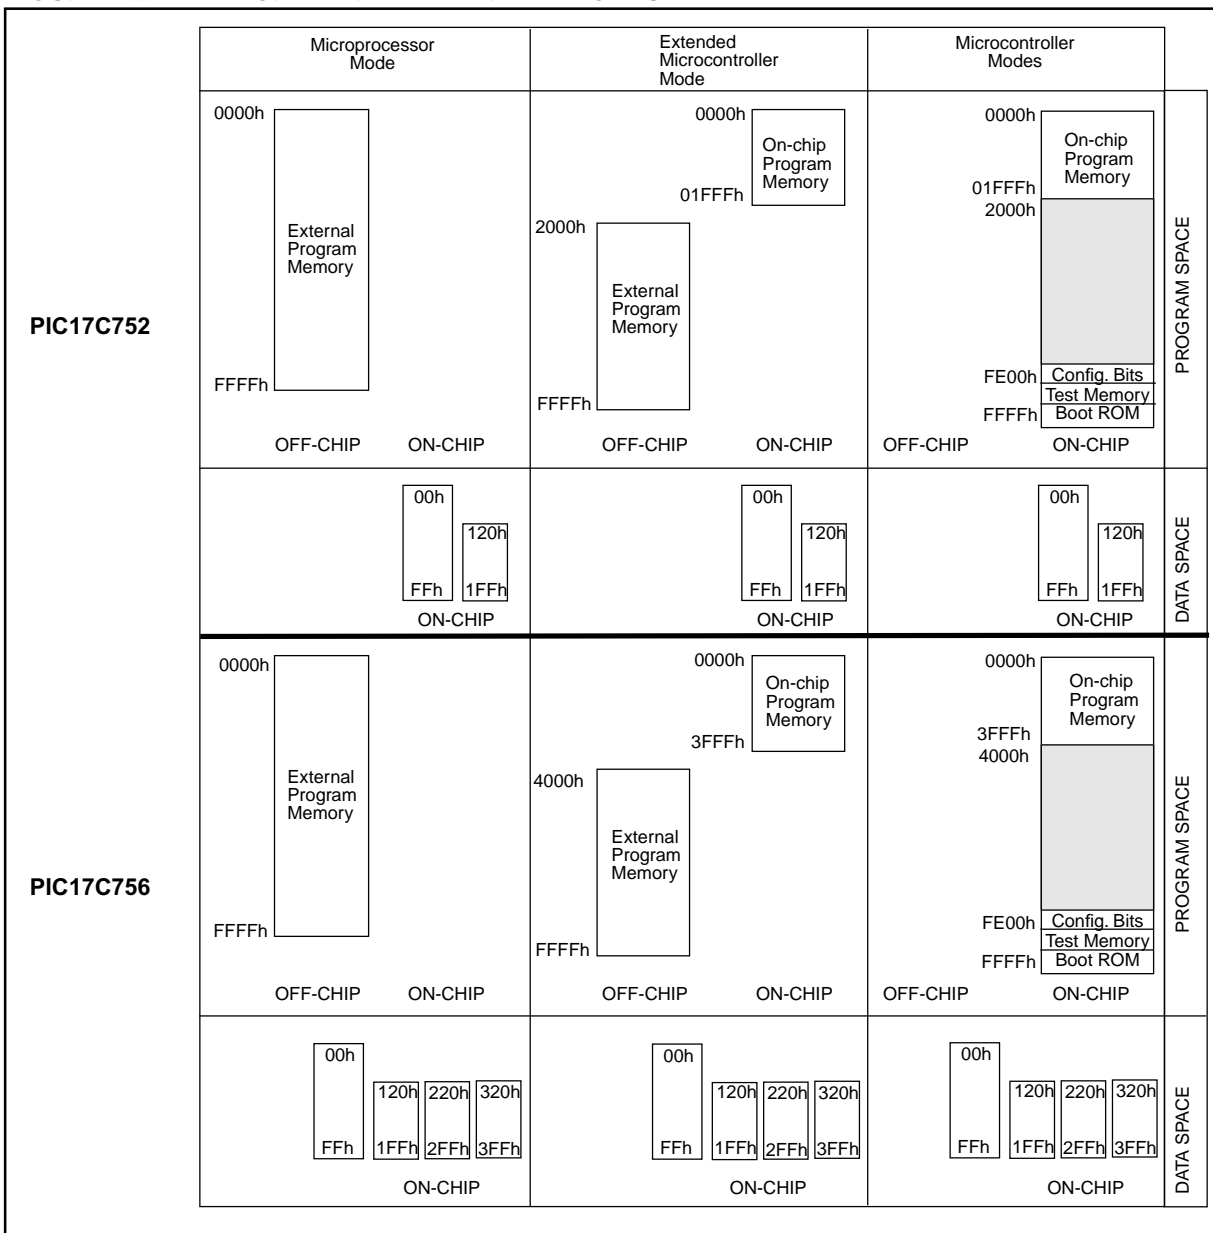 Microprocessor
Mode
Extended
Microcontroller
Mode
Microcontroller
Modes
PIC17C752
0000h
External
Program
Memory
FFFFh
OFF-CHIP ON-CHIP
0000h
On-chip
Program
Memory
01FFFh
2000h
External
Program
Memory
FFFFh
OFF-CHIP ON-CHIP
0000h
On-chip
Program
Memory
01FFFh
2000h
FE00h Config. Bits
Test Memory
FFFFh Boot ROM
OFF-CHIP ON-CHIP
PROGRAM SPACE
00h
120h
FFh 1FFh
ON-CHIP
00h
120h
FFh 1FFh
ON-CHIP
00h
120h
FFh 1FFh
ON-CHIP
DATA SPACE
PIC17C756
0000h
External
Program
Memory
FFFFh
OFF-CHIP ON-CHIP
0000h
On-chip
Program
Memory
3FFFh
4000h
External
Program
Memory
FFFFh
OFF-CHIP ON-CHIP
0000h
On-chip
Program
Memory
3FFFh
4000h
FE00h Config. Bits
Test Memory
FFFFh Boot ROM
OFF-CHIP ON-CHIP
PROGRAM SPACE
00h
120h 220h 320h
FFh 1FFh 2FFh 3FFh
ON-CHIP
00h
120h 220h 320h
FFh 1FFh 2FFh 3FFh
ON-CHIP
00h
120h 220h 320h
FFh 1FFh 2FFh 3FFh
ON-CHIP
DATA SPACE